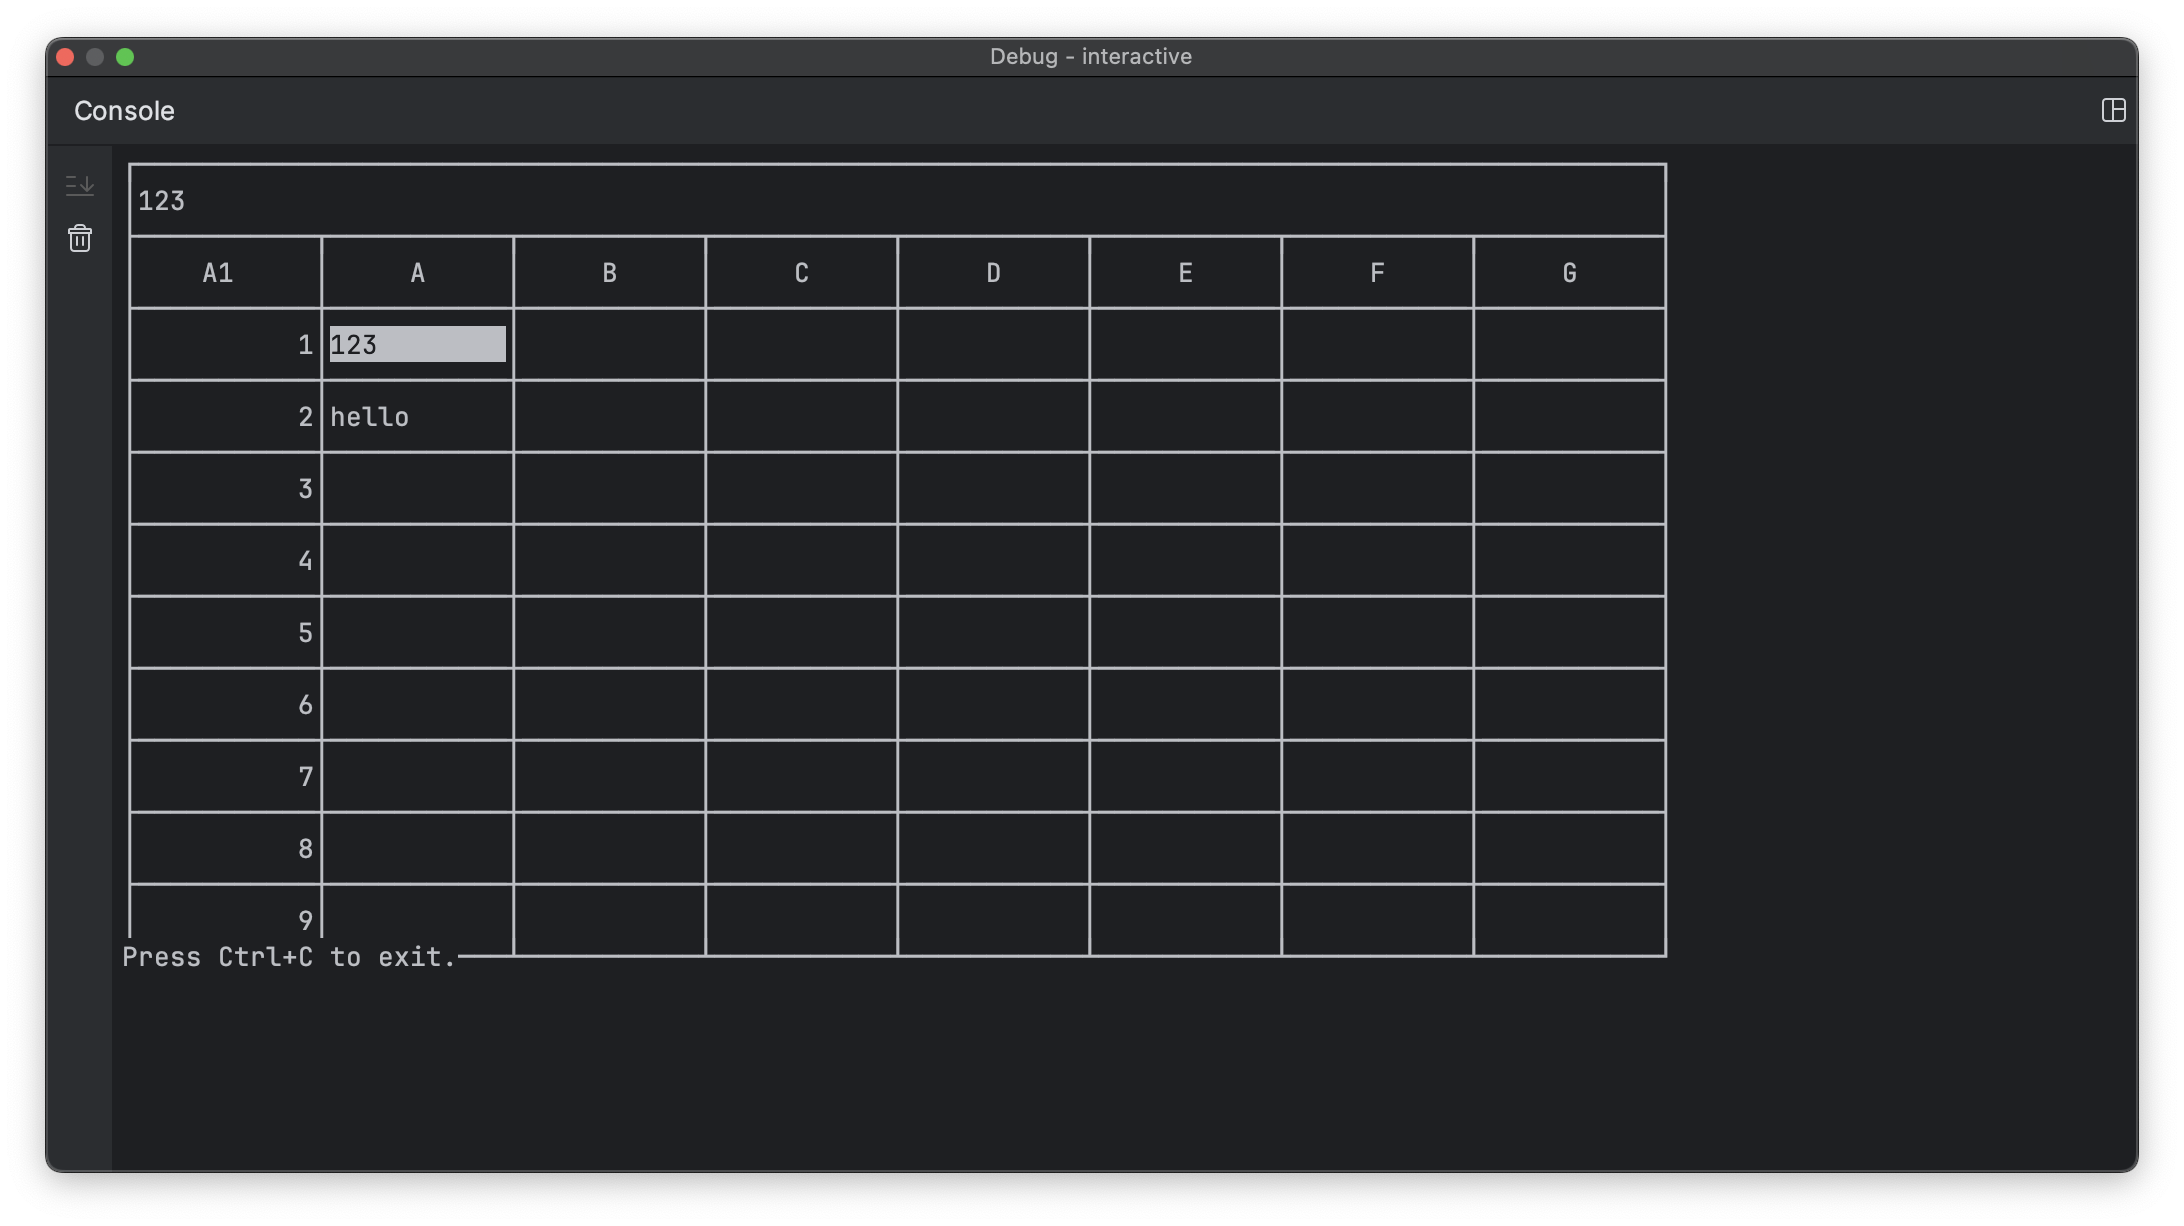 Debug - interactive
Console
123
A1 A B C D E F G
1 123
2 hello
3
4
5
6
7
8
9
Press Ctrl+C to exit.